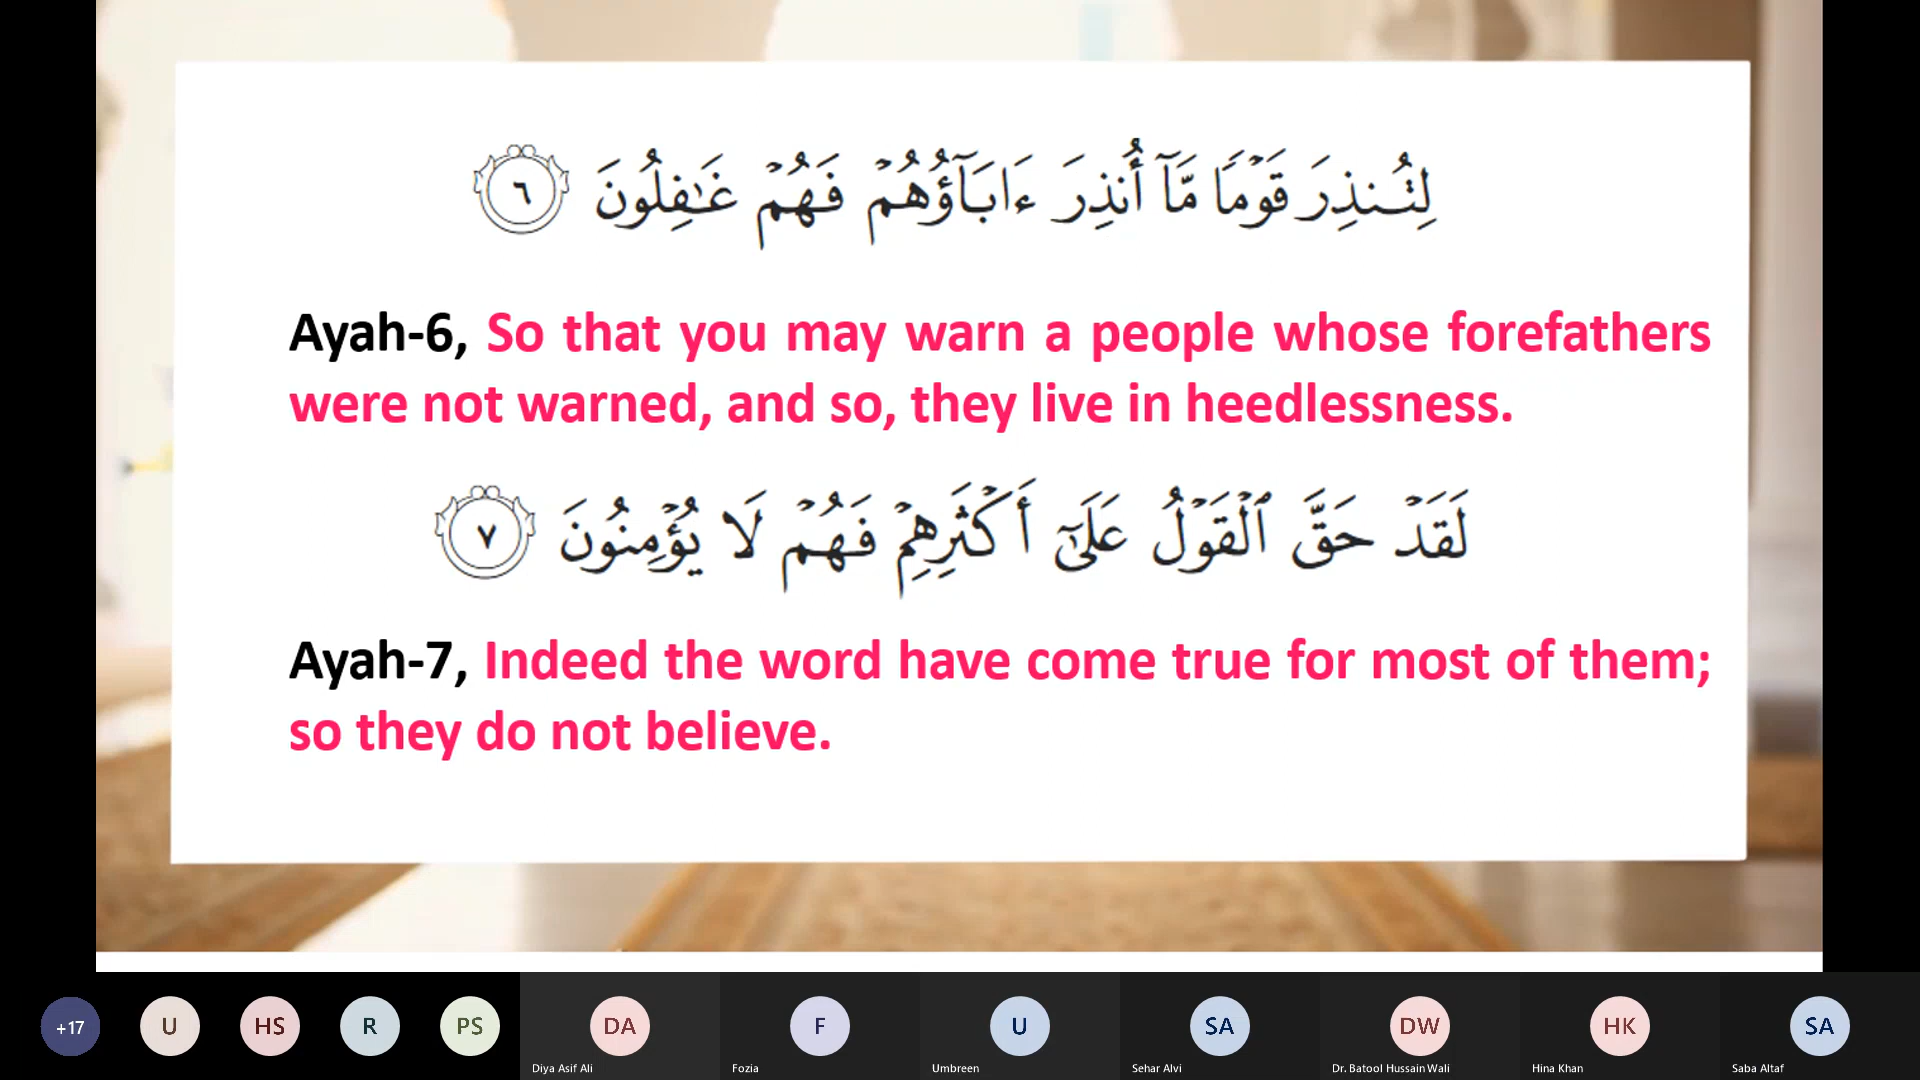 لِتُنذِرَ قَوْمًا مَّآ أُنذِرَ ءَابَآؤُهُمْ فَهُمْ غَـٰفِلُونَ ٦
Ayah-6, So that you may warn a people whose forefathers
were not warned, and so, they live in heedlessness.
لَقَدْ حَقَّ ٱلْقَوْلُ عَلَىٰٓ أَكْثَرِهِمْ فَهُمْ لَا يُؤْمِنُونَ ٧
Ayah-7, Indeed the word have come true for most of them;
so they do not believe.
+17 U HS R PS DA F U SA DW HK SA
Diya Asif Ali Fozia Umbreen Sehar Alvi Dr. Batool Hussain Wali Hina Khan Saba Altaf